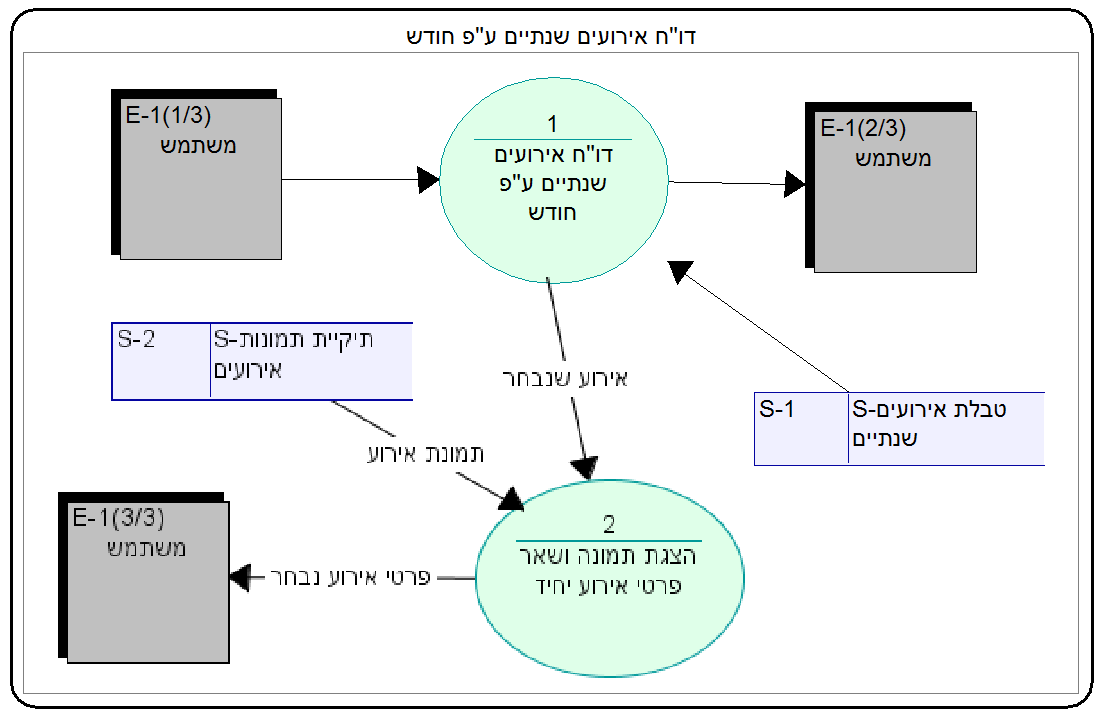 דו"ח אירועים שנתיים ע"פ חודש
E-1(1/3)
משתמש
1
דו"ח אירועים
שנתיים ע"פ
חודש
E-1(2/3)
משתמש
S-2
תיקיית תמונות-S
אירועים
אירוע שנבחר
S-1
טבלת אירועים-S
שנתיים
תמונת אירוע
E-1(3/3)
משתמש
2
הצגת תמונה ושאר
פרטי אירוע יחיד
פרטי אירוע נבחר